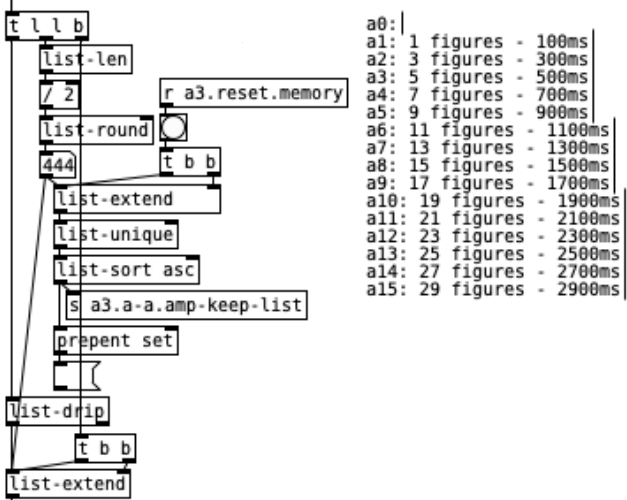 t l l b
list-len
/ 2
list-round
r a3.reset.memory
444
t b b
list-extend
list-unique
list-sort asc
s a3.a-a.amp-keep-list
prepent set
list-drip
t b b
list-extend
a0:
a1: 1 figures - 100ms
a2: 3 figures - 300ms
a3: 5 figures - 500ms
a4: 7 figures - 700ms
a5: 9 figures - 900ms
a6: 11 figures - 1100ms
a7: 13 figures - 1300ms
a8: 15 figures - 1500ms
a9: 17 figures - 1700ms
a10: 19 figures - 1900ms
a11: 21 figures - 2100ms
a12: 23 figures - 2300ms
a13: 25 figures - 2500ms
a14: 27 figures - 2700ms
a15: 29 figures - 2900ms